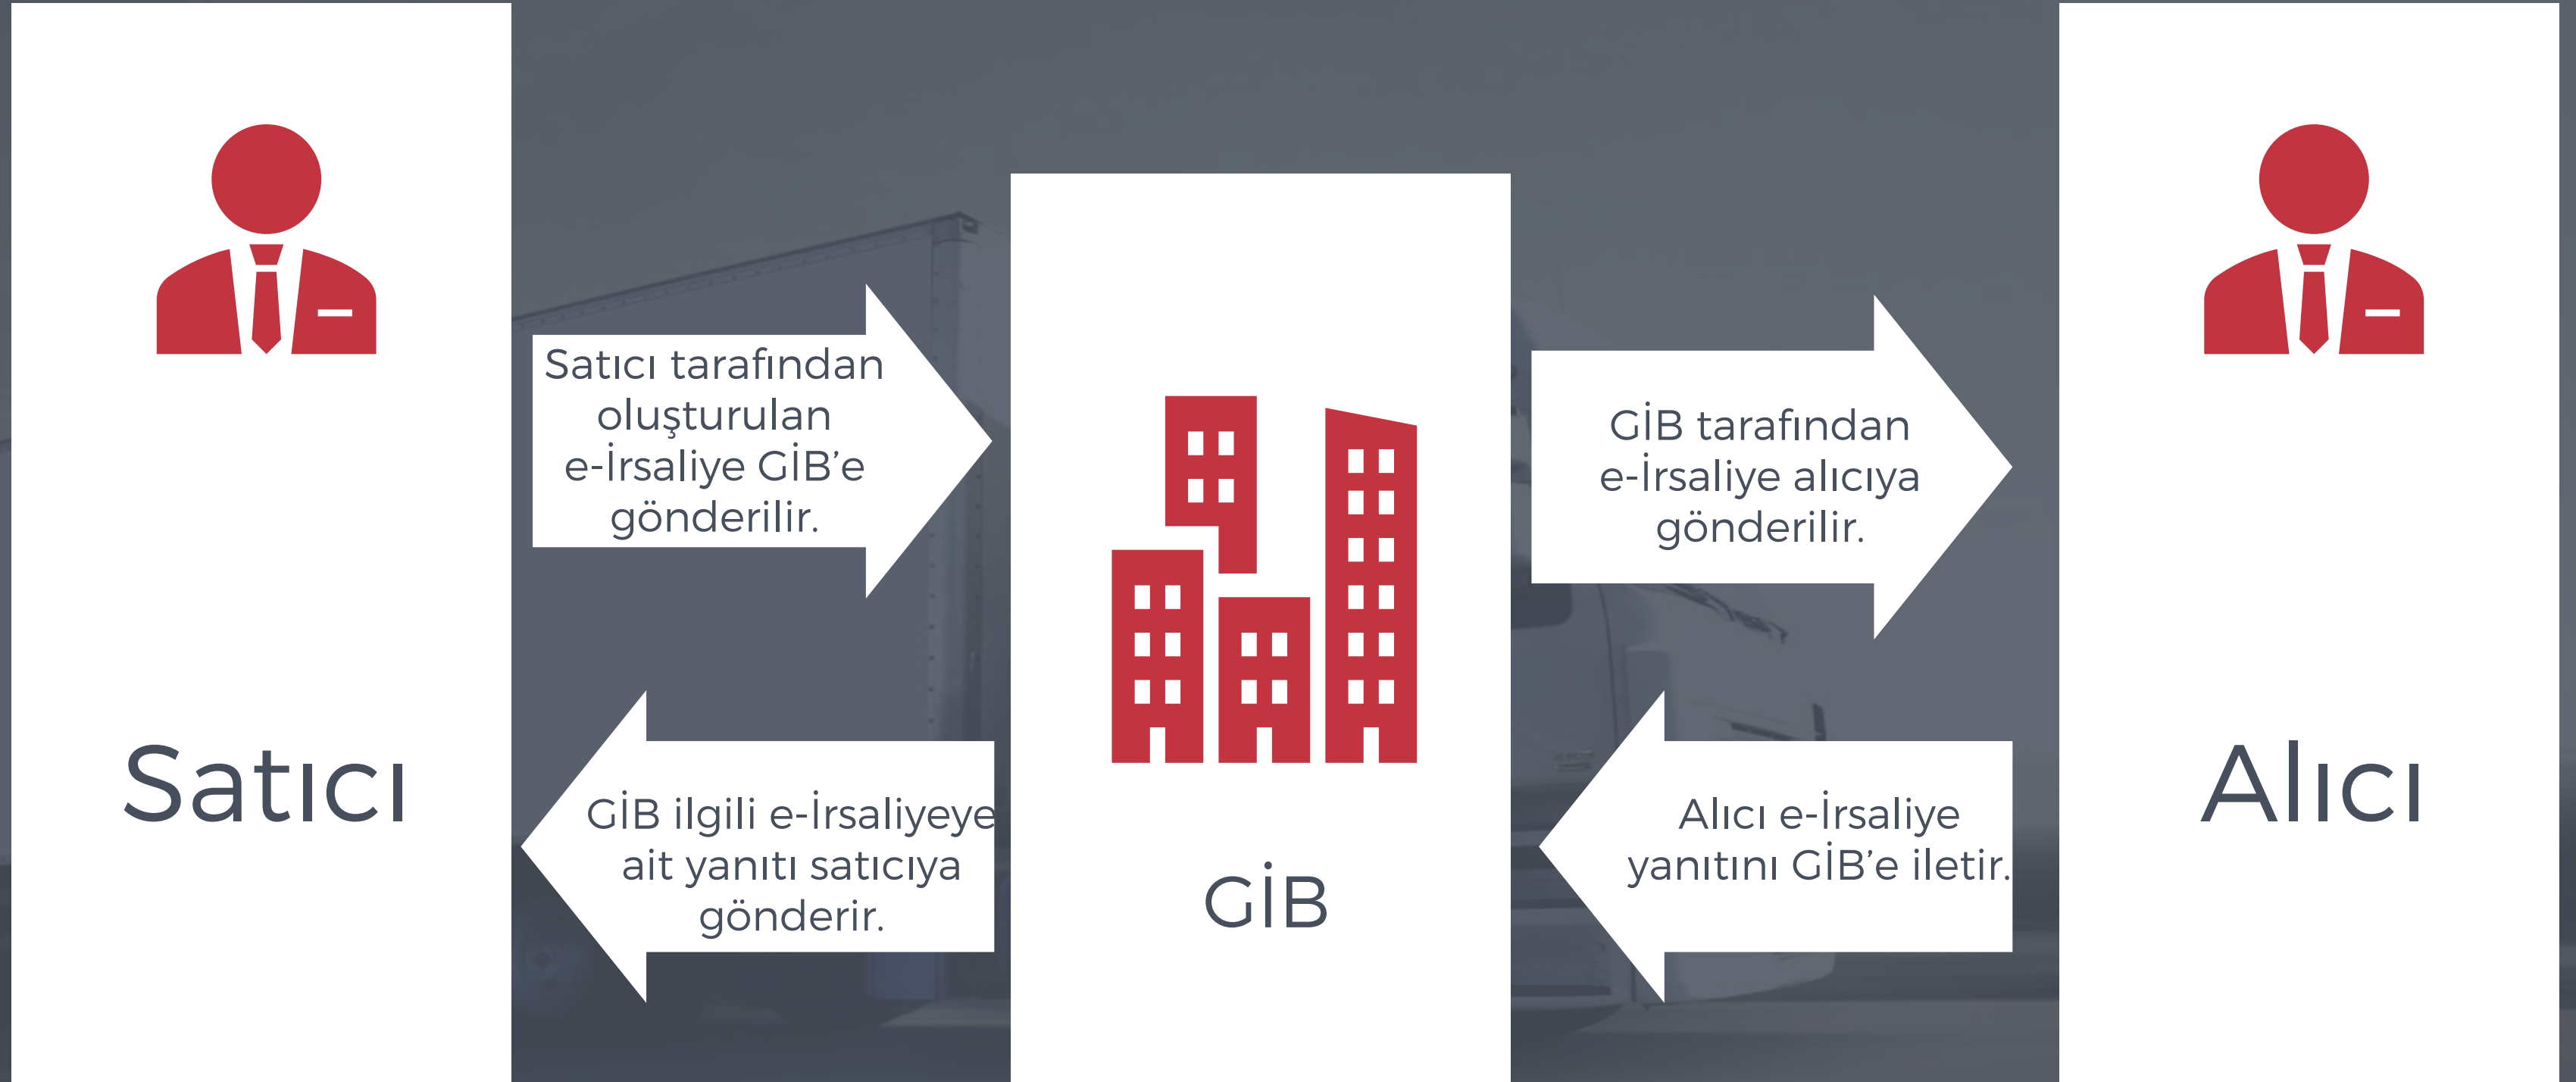 Satıcı tarafından
oluşturulan
e-İrsaliye GİB’e
gönderilir.
GİB tarafından
e-İrsaliye alıcıya
gönderilir.
Satıcı
GİB ilgili e-İrsaliyeye
ait yanıtı satıcıya
gönderir.
GİB
Alıcı e-İrsaliye
yanıtını GİB’e iletir.
Alıcı